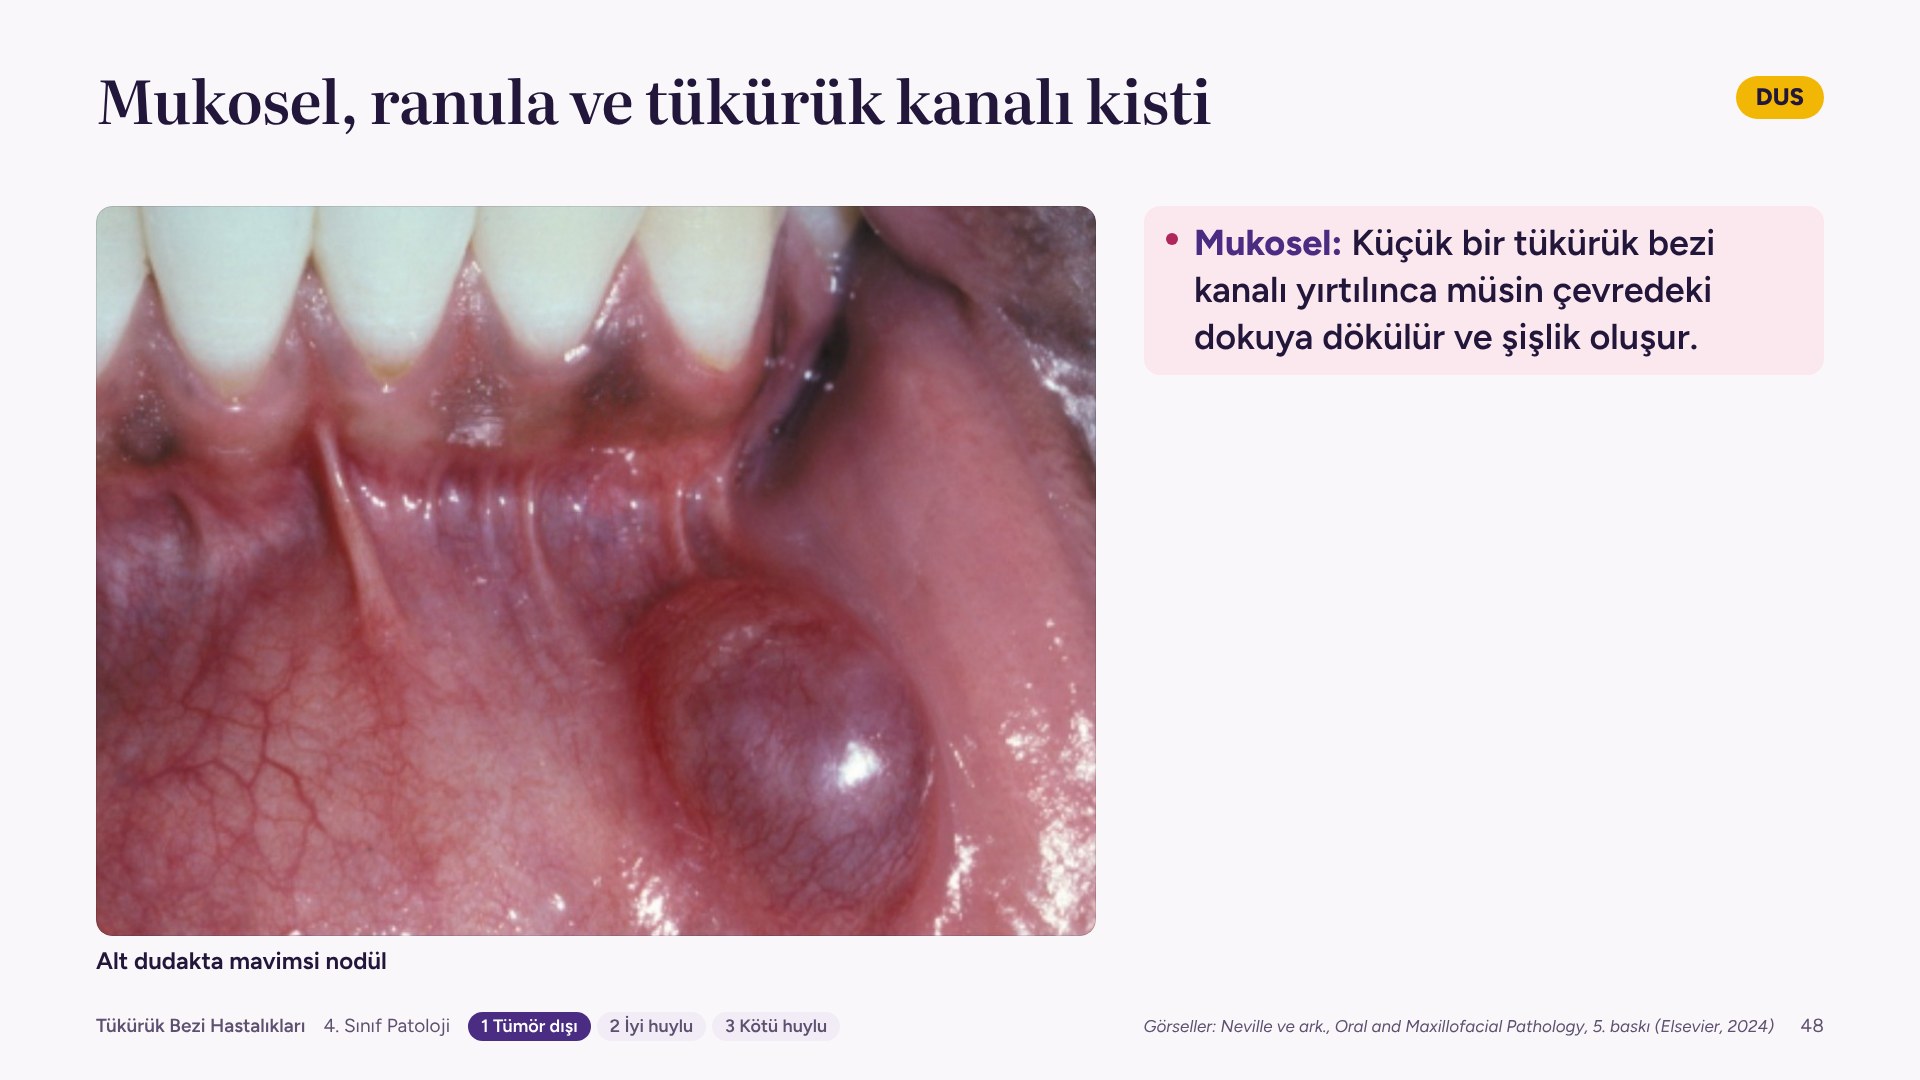 Mukosel, ranula ve tükürük kanalı kisti
DUS
• Mukosel: Küçük bir tükürük bezi
kanalı yırtılınca müsin çevredeki
dokuya dökülür ve şişlik oluşur.
Alt dudakta mavimsi nodül
Tükürük Bezi Hastalıkları 4. Sınıf Patoloji 1 Tümör dışı 2 İyi huylu 3 Kötü huylu
Görseller: Neville ve ark., Oral and Maxillofacial Pathology, 5. baskı (Elsevier, 2024) 48